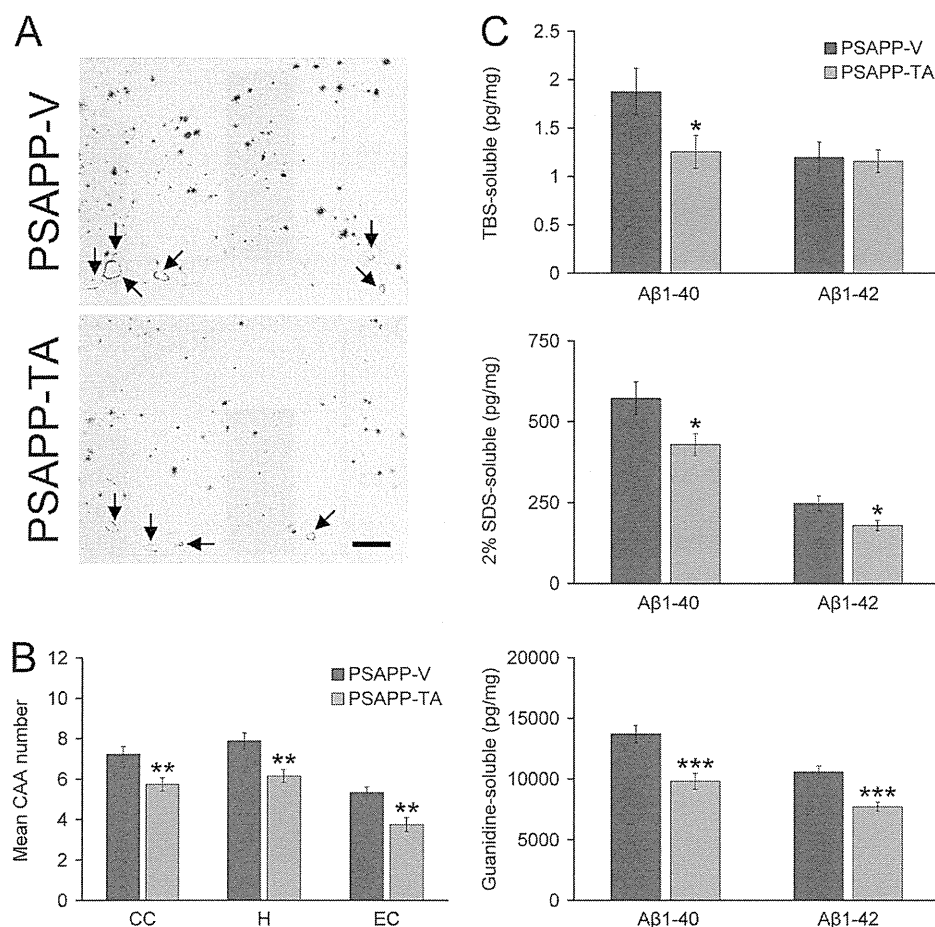 A
PSAPP-V
PSAPP-TA
B
Mean CAA number
12
10
8
6
4
2
0
PSAPP-V
PSAPP-TA
**
**
**
CC
H
EC
C
TBS-soluble (pg/mg)
2.5
2
1.5
1
0.5
0
PSAPP-V
PSAPP-TA
*
Aβ1-40
Aβ1-42
2% SDS-soluble (pg/mg)
750
500
250
0
*
*
Aβ1-40
Aβ1-42
Guanidine-soluble (pg/mg)
20000
15000
10000
5000
0
***
***
Aβ1-40
Aβ1-42